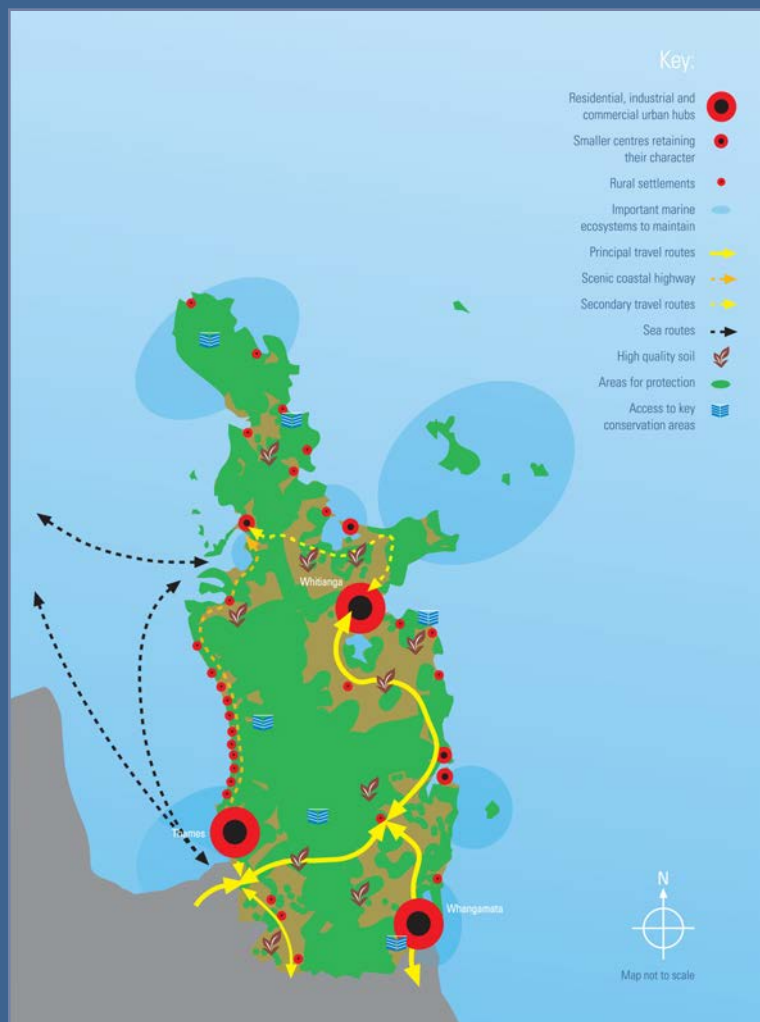 Key:
Residential, industrial and
commercial urban hubs
Smaller centres retaining
their character
Rural settlements
Important marine
ecosystems to maintain
Principal travel routes
Scenic coastal highway
Secondary travel routes
Sea routes
High quality soil
Areas for protection
Access to key
conservation areas
Whitianga
Thames
Whangamata
N
Map not to scale